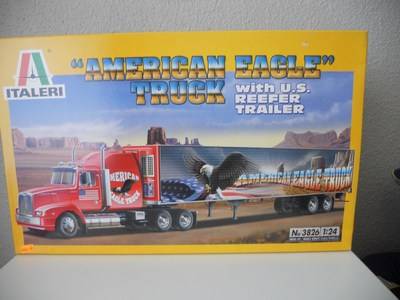 "AMERICAN EAGLE"
TRUCK
with U.S.
REEFER
TRAILER
ITALERI
AMERICAN
EAGLE TRUCK
AMERICAN EAGLE TRUCK
No 3826 1:24